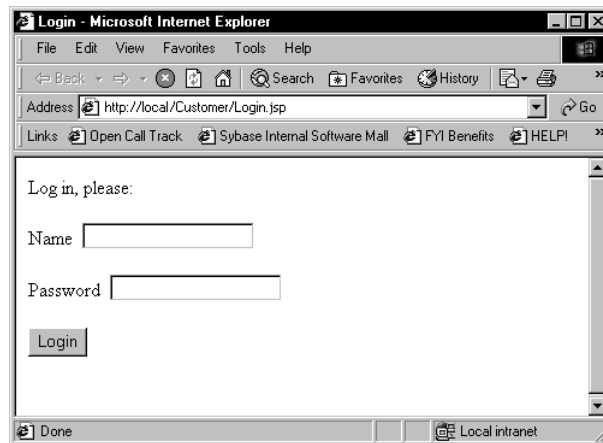 Login - Microsoft Internet Explorer
File Edit View Favorites Tools Help
Back Search Favorites History »
Address http://local/Customer/Login.jsp Go
Links Open Call Track Sybase Internal Software Mall FYI Benefits HELP! »
Log in, please:
Name
Password
Login
Done Local intranet